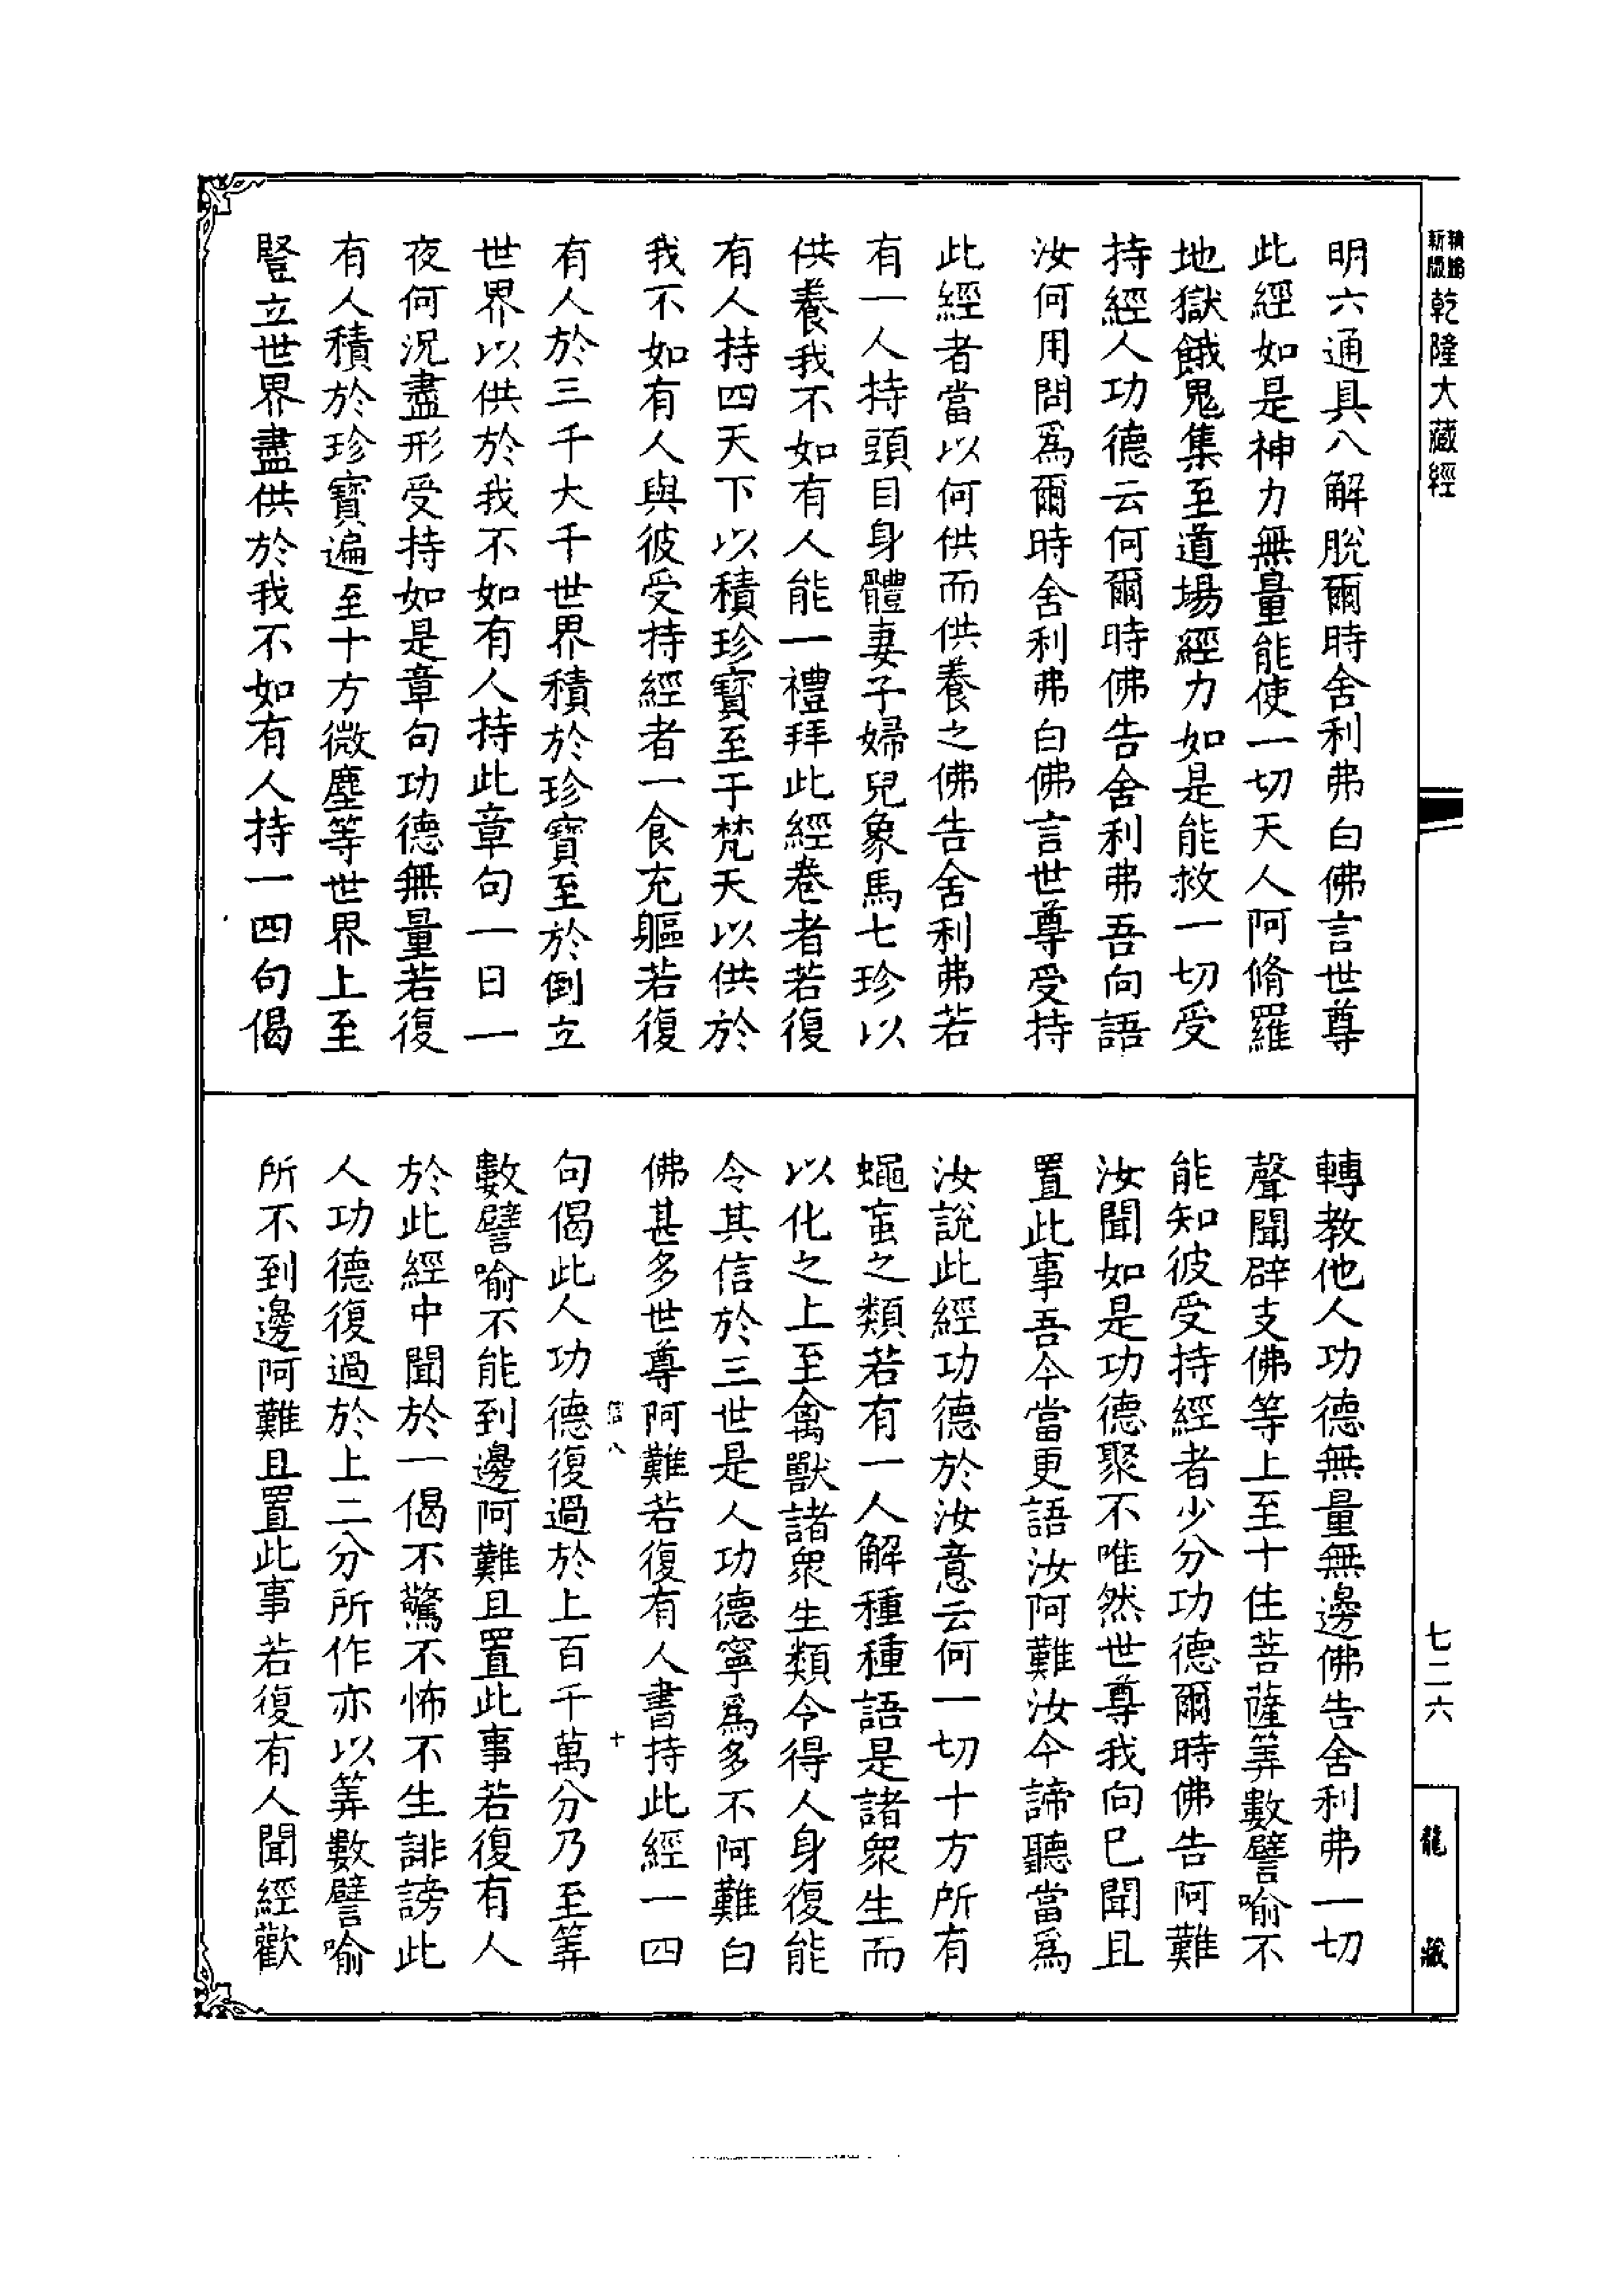 精編
新版
乾隆大藏經
明六通具八解脫爾時舍利弗白佛言世尊
此經如是神力無量能使一切天人阿脩羅
地獄餓鬼集至道場經力如是能救一切受
持經人功德云何爾時佛告舍利弗吾向語
汝何用問爲爾時舍利弗白佛言世尊受持
此經者當以何供而供養之佛告舍利弗若
有一人持頭目身體妻子婦兒象馬七珍以
供養我不如有人能一禮拜此經卷者若復
有人持四天下以積珍寶至于梵天以供於
我不如有人與彼受持經者一食充軀若復
有人於三千大千世界積於珍寶至於倒立
世界以供於我不如有人持此章句一日一
夜何況盡形受持如是章句功德無量若復
有人積於珍寶遍至十方微塵等世界上至
豎立世界盡供於我不如有人持一四句偈
轉教他人功德無量無邊佛告舍利弗一切
聲聞辟支佛等上至十住菩薩筭數譬喻不
能知彼受持經者少分功德爾時佛告阿難
汝聞如是功德聚不唯然世尊我向已聞且
置此事吾今當更語汝阿難汝今諦聽當爲
汝說此經功德於汝意云何一切十方所有
蠅䖟之類若有一人解種種語是諸衆生而
以化之上至禽獸諸衆生類令得人身復能
令其信於三世是人功德寧爲多不阿難白
佛甚多世尊阿難若復有人書持此經一四
信八 十
句偈此人功德復過於上百千萬分乃至筭
數譬喻不能到邊阿難且置此事若復有人
於此經中聞於一偈不驚不怖不生誹謗此
人功德復過於上二分所作亦以筭數譬喻
所不到邊阿難且置此事若復有人聞經歡
七二六
龍藏